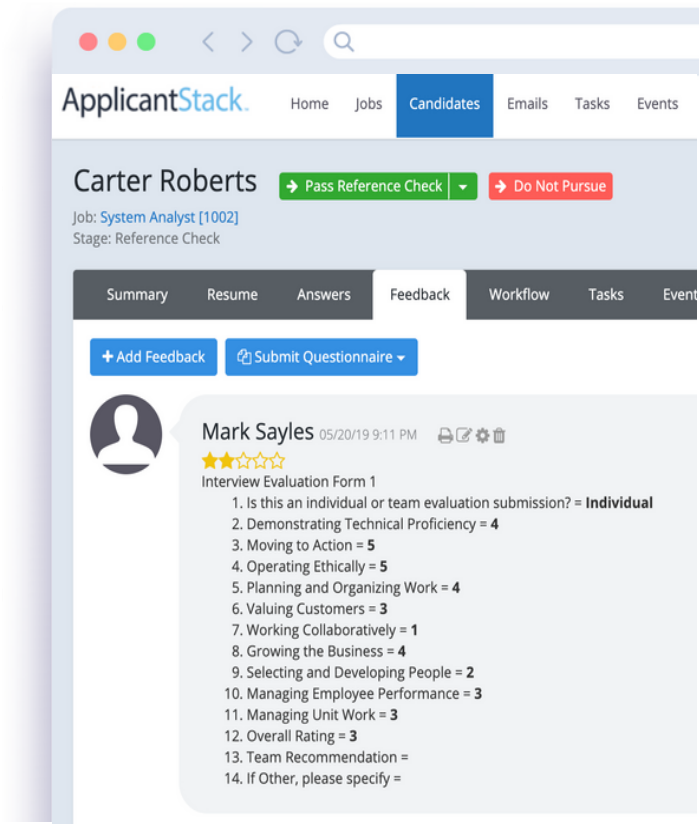 ApplicantStack.
Home Jobs Candidates Emails Tasks Events
Carter Roberts
Pass Reference Check
Do Not Pursue
Job: System Analyst [1002]
Stage: Reference Check
Summary Resume Answers Feedback Workflow Tasks Event
+ Add Feedback
Submit Questionnaire
Mark Sayles 05/20/19 9:11 PM
Interview Evaluation Form 1
1. Is this an individual or team evaluation submission? = Individual
2. Demonstrating Technical Proficiency = 4
3. Moving to Action = 5
4. Operating Ethically = 5
5. Planning and Organizing Work = 4
6. Valuing Customers = 3
7. Working Collaboratively = 1
8. Growing the Business = 4
9. Selecting and Developing People = 2
10. Managing Employee Performance = 3
11. Managing Unit Work = 3
12. Overall Rating = 3
13. Team Recommendation =
14. If Other, please specify =